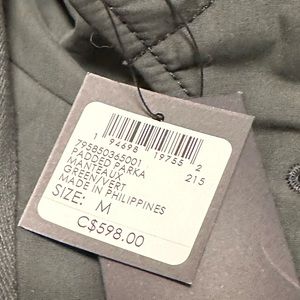 1 94698 19755 2
795850365001 215
PADDED PARKA
MANTEAUX
GREEN/VERT
MADE IN PHILIPPINES
SIZE: M
C$598.00